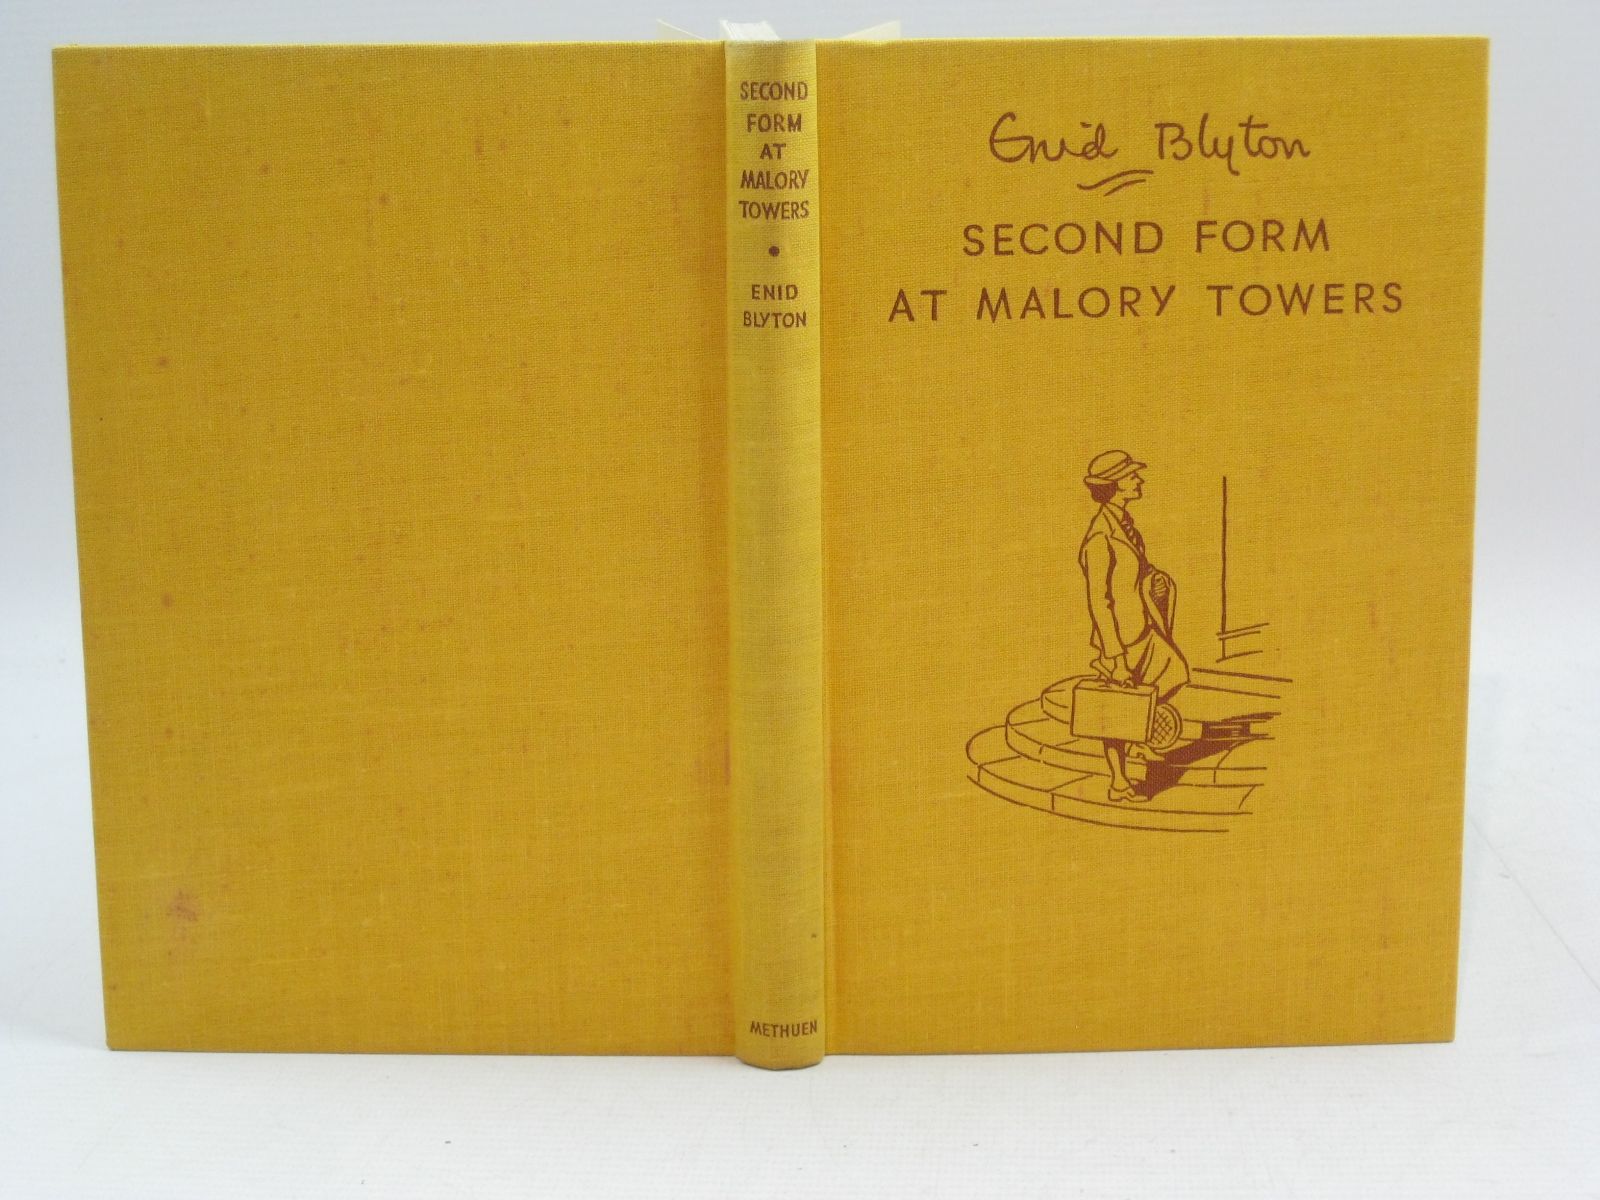 SECOND
FORM
AT
MALORY
TOWERS
•
ENID
BLYTON
METHUEN
Enid Blyton
SECOND FORM
AT MALORY TOWERS